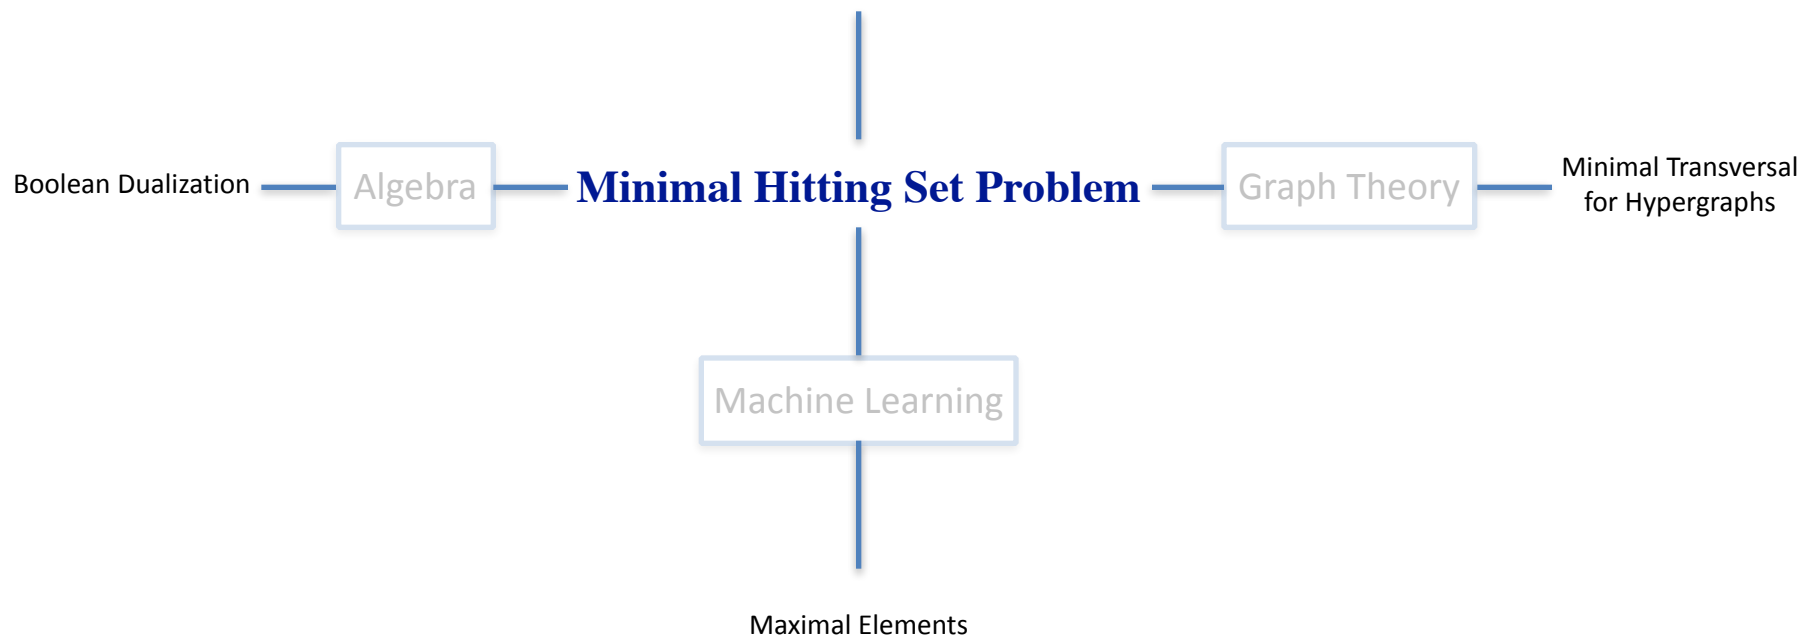 Boolean Dualization
Algebra
Minimal Hitting Set Problem
Graph Theory
Minimal Transversal
for Hypergraphs
Machine Learning
Maximal Elements